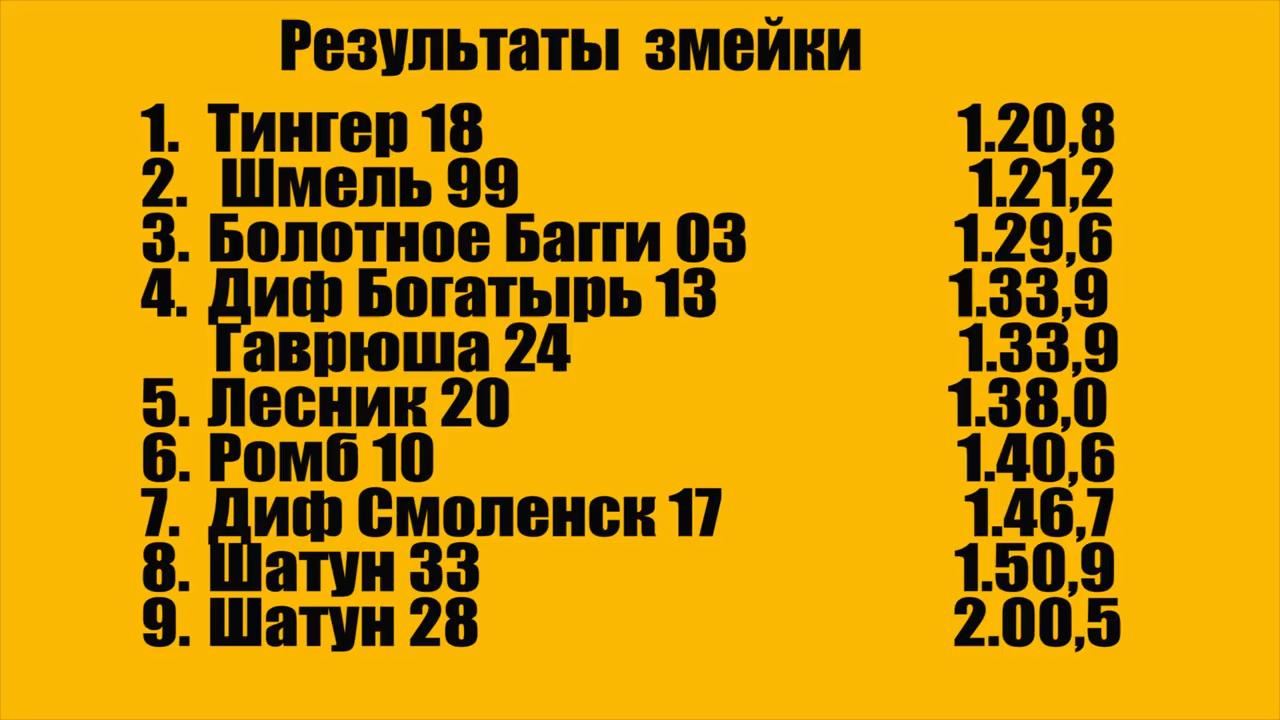 Результаты змейки
1. Тингер 18 1.20,8
2. Шмель 99 1.21,2
3. Болотное Багги 03 1.29,6
4. Диф Богатырь 13 1.33,9
Гаврюша 24 1.33,9
5. Лесник 20 1.38,0
6. Ромб 10 1.40,6
7. Диф Смоленск 17 1.46,7
8. Шатун 33 1.50,9
9. Шатун 28 2.00,5